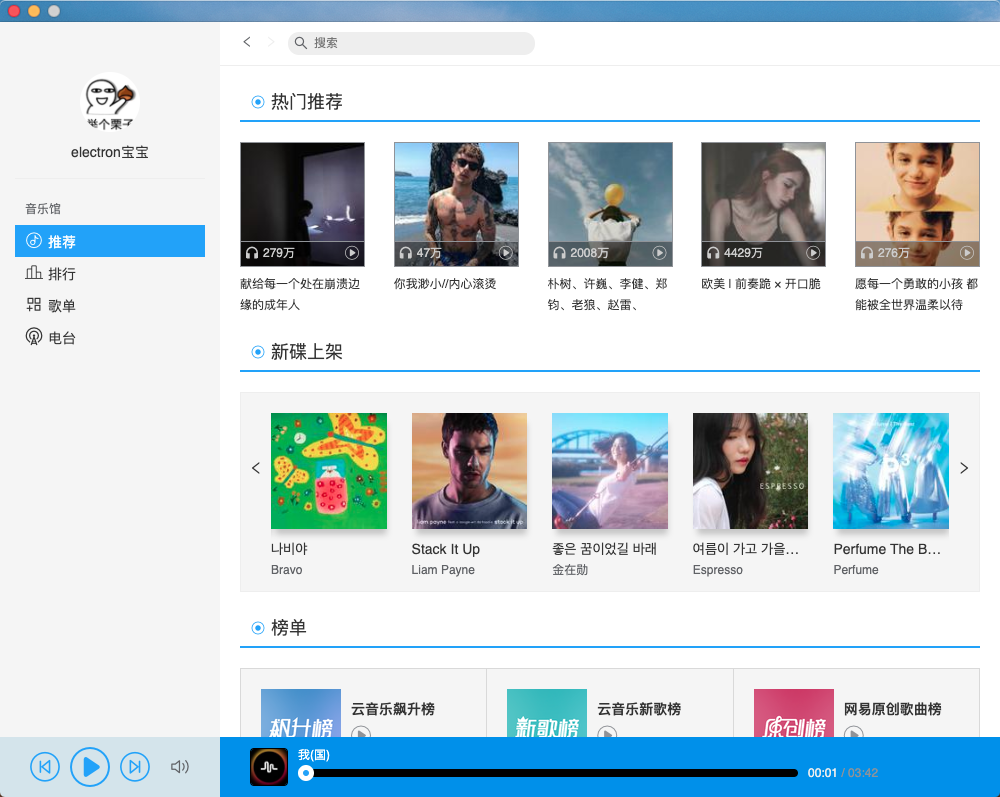 搜索
举个栗子
electron宝宝
音乐馆
推荐
排行
歌单
电台
热门推荐
279万
47万
2008万
4429万
276万
献给每一个处在崩溃边
缘的成年人
你我渺小//内心滚烫
朴树、许巍、李健、郑
钧、老狼、赵雷、
欧美 l 前奏跪 × 开口脆
愿每一个勇敢的小孩 都
能被全世界温柔以待
新碟上架
liam payne
stack it up
ESPRESSO
나비야
Bravo
Stack It Up
Liam Payne
좋은 꿈이었길 바래
金在勋
여름이 가고 가을…
Espresso
Perfume The B…
Perfume
榜单
飙升榜
云音乐飙升榜
新歌榜
云音乐新歌榜
原创榜
网易原创歌曲榜
我(国)
00:01 / 03:42